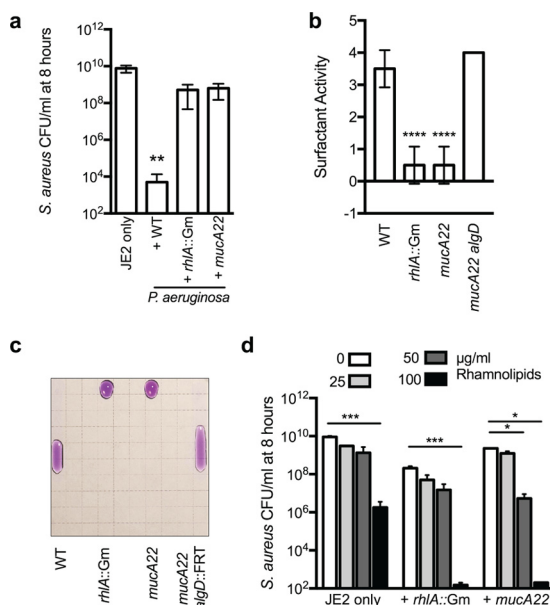 a
S. aureus CFU/ml at 8 hours
10¹²
10¹⁰
10⁸
10⁶
10⁴
10²
**
JE2 only
+ WT
+ rhlA::Gm
+ mucA22
P. aeruginosa
b
Surfactant Activity
5
4
3
2
1
0
-1
**** ****
WT
rhlA::Gm
mucA22
mucA22 algD
c
WT
rhlA::Gm
mucA22
mucA22
algD::FRT
d
0
25
50
100
µg/ml
Rhamnolipids
S. aureus CFU/ml at 8 hours
10¹²
10¹⁰
10⁸
10⁶
10⁴
10²
***
***
*
*
JE2 only
+ rhlA::Gm
+ mucA22